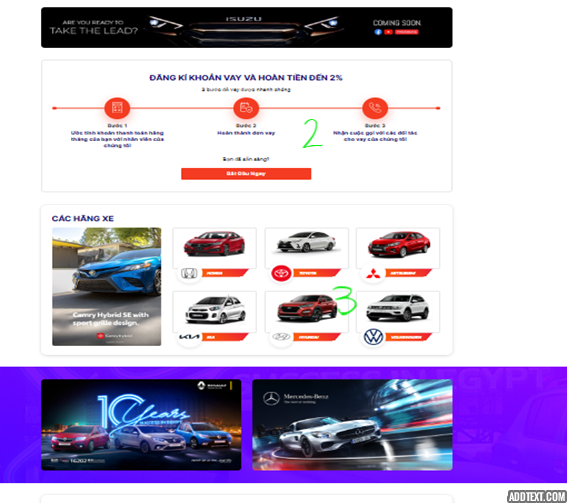 ARE YOU READY TO
TAKE THE LEAD?
ISUZU
COMING SOON
ĐĂNG KÍ KHOẢN VAY VÀ HOÀN TIỀN ĐẾN 2%
3 bước để vay được nhanh chóng
Bước 1
Ước tính khoản thanh toán hàng
tháng của bạn với nhân viên của
chúng tôi
Bước 2
Hoàn thành đơn vay
Bước 3
Nhận cuộc gọi với các đối tác
cho vay của chúng tôi
2
Bạn đã sẵn sàng?
Bắt Đầu Ngay
CÁC HÃNG XE
Camry Hybrid SE with
sport grille design.
HONDA
TOYOTA
MITSUBISHI
KIA
HYUNDAI
3
VOLKSWAGEN
RENAULT
10 Years
Mercedes-Benz
EGYPT
ADDTEXT.COM